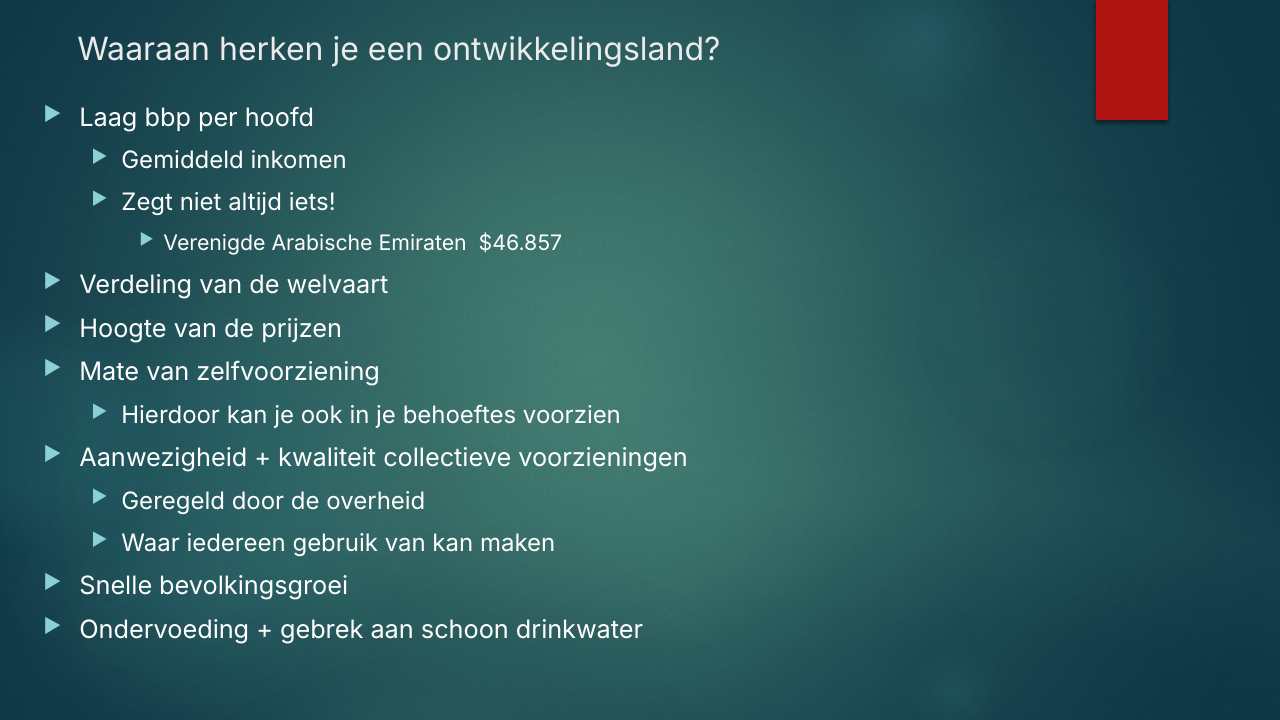 Waaraan herken je een ontwikkelingsland?
Laag bbp per hoofd
Gemiddeld inkomen
Zegt niet altijd iets!
Verenigde Arabische Emiraten  $46.857
Verdeling van de welvaart
Hoogte van de prijzen
Mate van zelfvoorziening
Hierdoor kan je ook in je behoeftes voorzien
Aanwezigheid + kwaliteit collectieve voorzieningen
Geregeld door de overheid
Waar iedereen gebruik van kan maken
Snelle bevolkingsgroei
Ondervoeding + gebrek aan schoon drinkwater